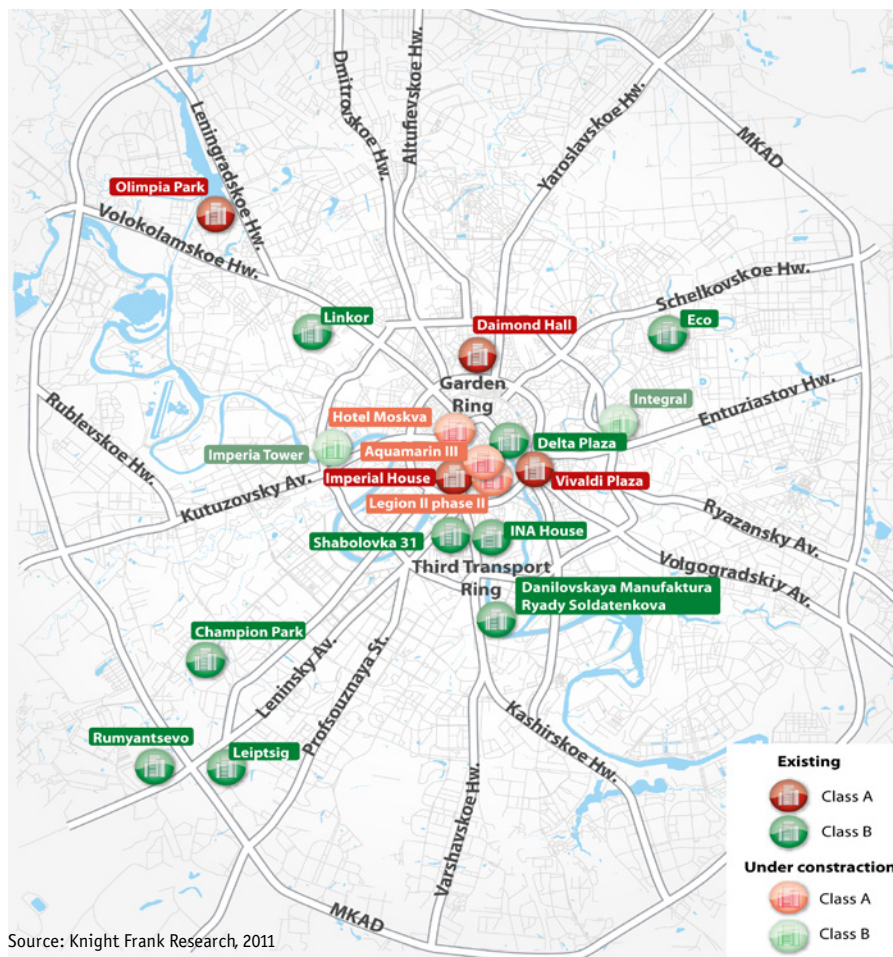 Dmitrovskoe Hw.
Altufievskoe Hw.
Leningradskoe Hw.
Yaroslavskoe Hw.
MKAD
Olimpia Park
Volokolamskoe Hw.
Schelkovskoe Hw.
Linkor
Daimond Hall
Eco
Garden
Ring
Rublevskoe Hw.
Entuziastov Hw.
Integral
Hotel Moskva
Delta Plaza
Imperia Tower
Aquamarin III
Imperial House
Vivaldi Plaza
Kutuzovsky Av.
Legion II phase II
Ryazansky Av.
Shabolovka 31
INA House
Volgogradskiy Av.
Third Transport
Ring
Danilovskaya Manufaktura
Ryady Soldatenkova
Champion Park
Leninsky Av.
Profsouznaya St.
Kashirskoe Hw.
Rumyantsevo
Leiptsig
Varshavskoe Hw.
MKAD
Existing
Class A
Class B
Under constraction
Class A
Class B
Source: Knight Frank Research, 2011